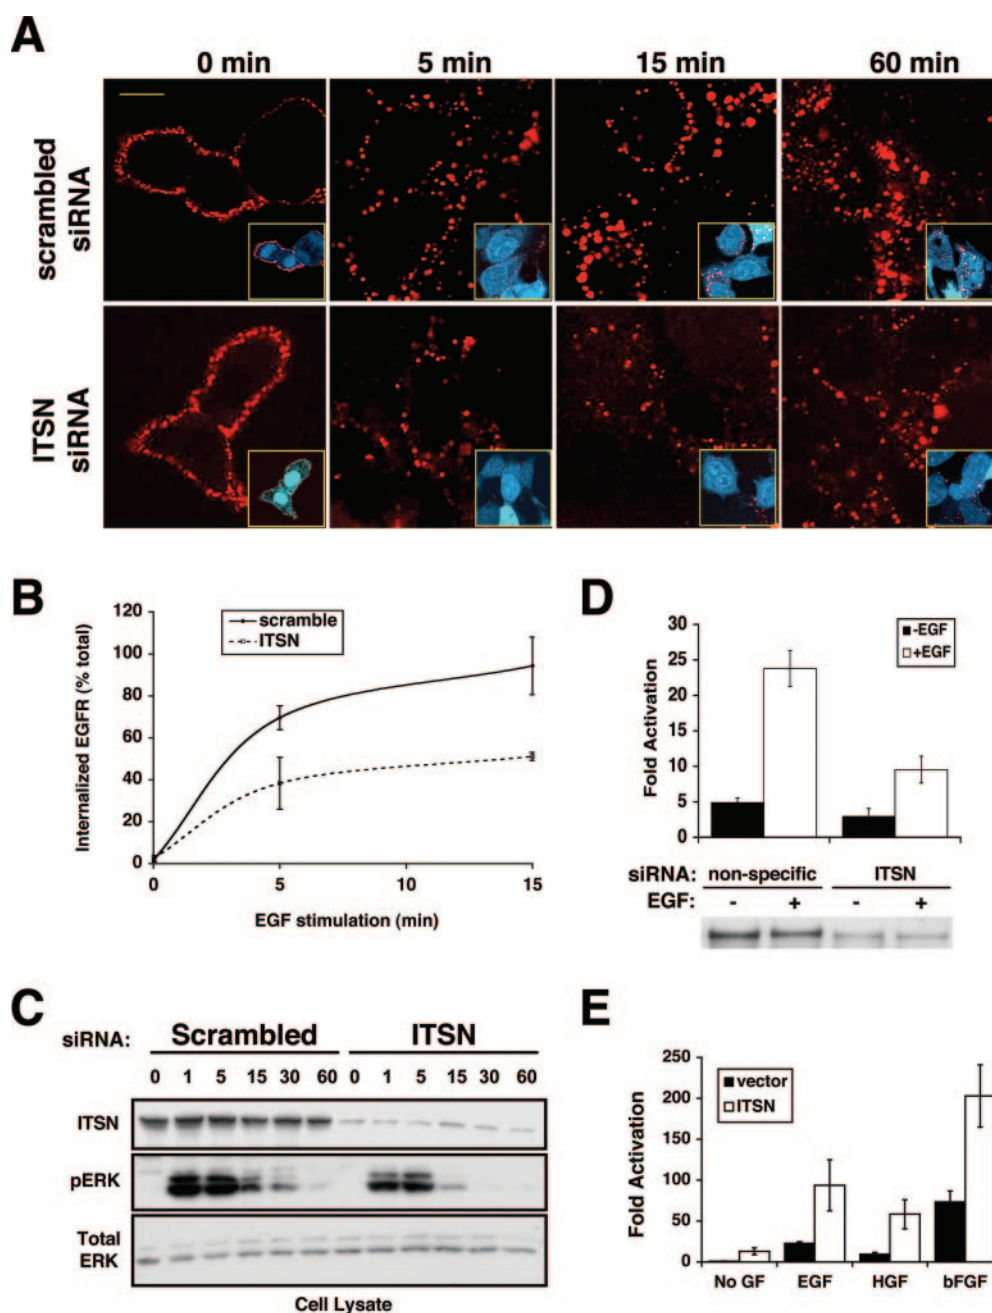 A
0 min 5 min 15 min 60 min
scrambled
siRNA
ITSN
siRNA
B
120
100
80
60
40
20
0
0 5 10 15
Internalized EGFR (% total)
EGF stimulation (min)
scramble
ITSN
D
30
25
20
15
10
5
0
Fold Activation
-EGF
+EGF
siRNA: non-specific ITSN
EGF: - + - +
C
siRNA: Scrambled ITSN
0 1 5 15 30 60 0 1 5 15 30 60
ITSN
pERK
Total
ERK
Cell Lysate
E
250
200
150
100
50
0
Fold Activation
vector
ITSN
No GF EGF HGF bFGF